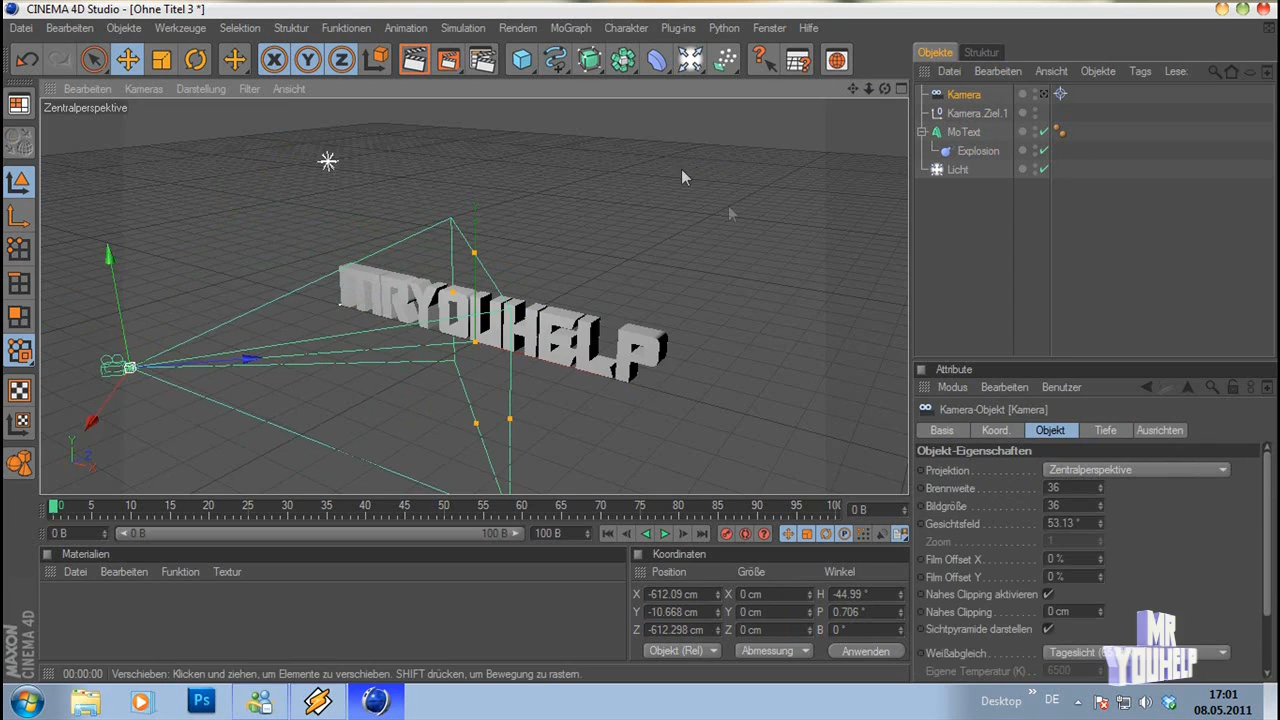 CINEMA 4D Studio - [Ohne Titel 3 *]
Datei Bearbeiten Objekte Werkzeuge Selektion Struktur Funktionen Animation Simulation Rendern MoGraph Charakter Plug-ins Python Fenster Hilfe
X Y Z
Objekte Struktur
Datei Bearbeiten Ansicht Objekte Tags Lese:
Bearbeiten Kameras Darstellung Filter Ansicht
Zentralperspektive
Kamera
Kamera.Ziel.1
MoText
Explosion
Licht
MRYOUHELP
Y
Z
X
Attribute
Modus Bearbeiten Benutzer
Kamera-Objekt [Kamera]
Basis Koord. Objekt Tiefe Ausrichten
Objekt-Eigenschaften
Projektion Zentralperspektive
Brennweite 36
Bildgröße 36
Gesichtsfeld 53.13 °
Zoom 1
Film Offset X 0 %
Film Offset Y 0 %
Nahes Clipping aktivieren
Nahes Clipping 0 cm
Sichtpyramide darstellen
Weißabgleich Tageslicht (6
Eigene Temperatur (K) 6500
0 5 10 15 20 25 30 35 40 45 50 55 60 65 70 75 80 85 90 95 100 0 B
0 B 0 B 100 B 100 B
Materialien
Datei Bearbeiten Funktion Textur
Koordinaten
Position Größe Winkel
X -612.09 cm X 0 cm H -44.99 °
Y -10.668 cm Y 0 cm P 0.706 °
Z -612.298 cm Z 0 cm B 0 °
Objekt (Rel) Abmessung Anwenden
MAXON
CINEMA 4D
00:00:00 Verschieben: Klicken und ziehen, um Elemente zu verschieben. SHIFT drücken, um Bewegung zu rastern.
MR
YOUHELP
Ps
Desktop DE 17:01
08.05.2011